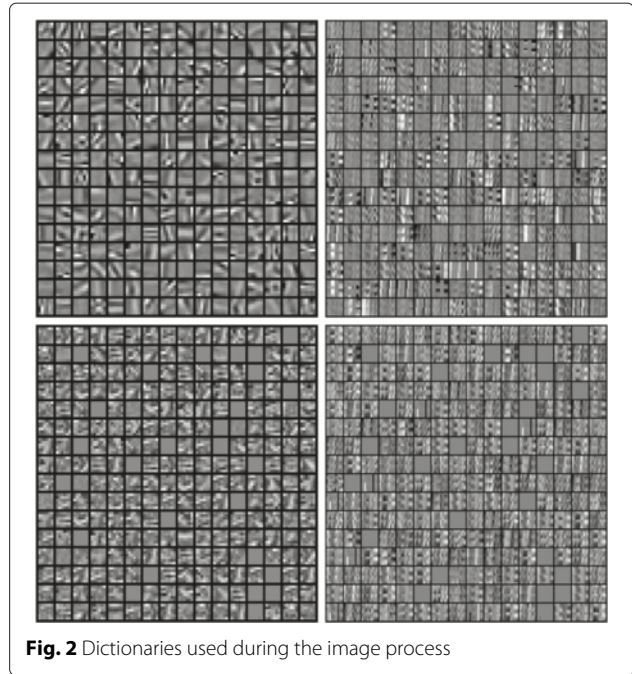 Fig. 2 Dictionaries used during the image process